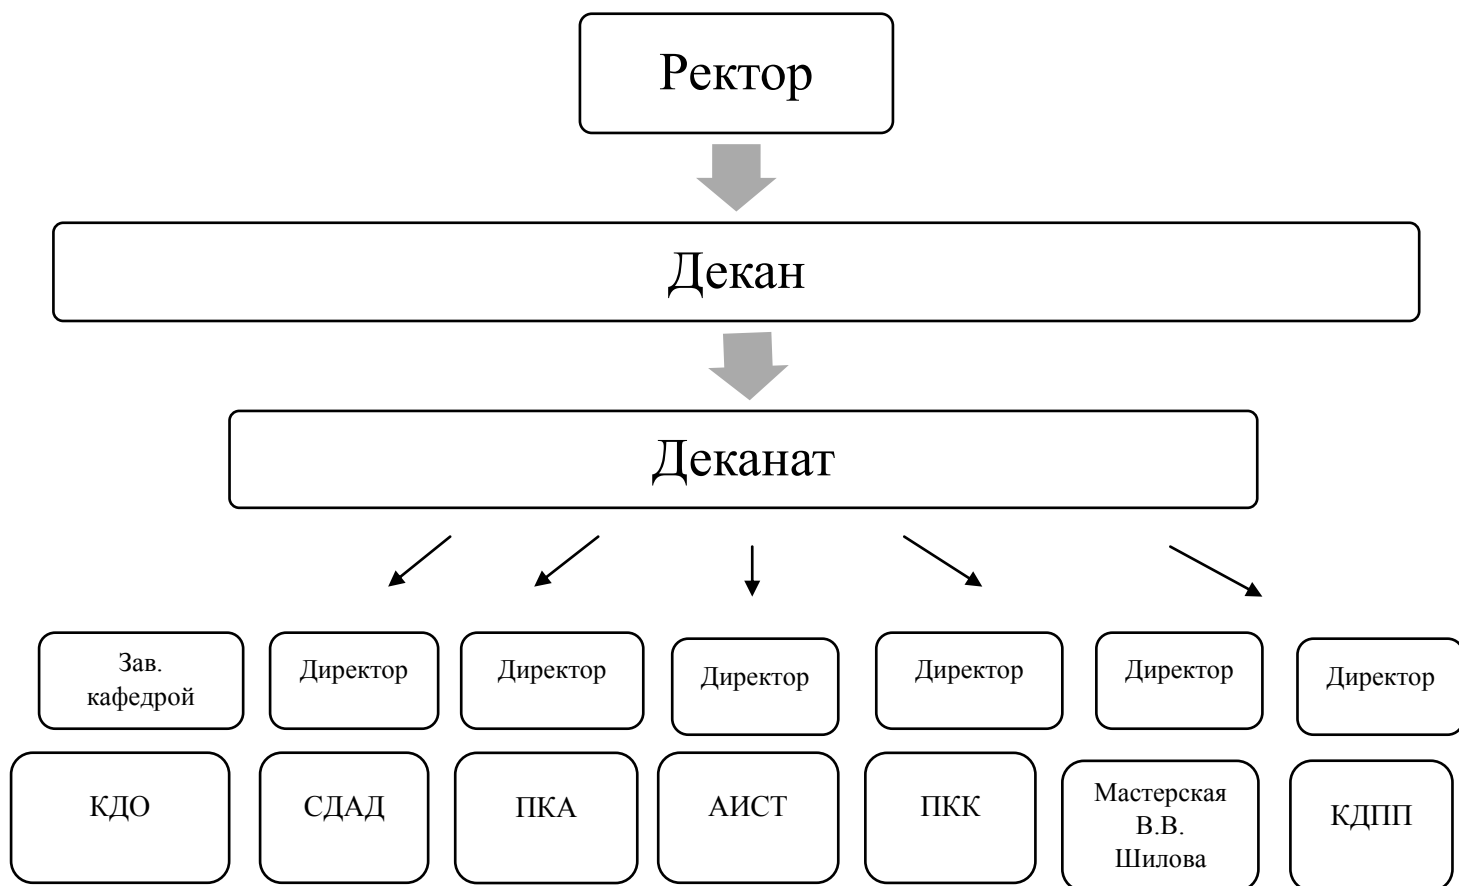 Ректор
Декан
Деканат
Зав.
кафедрой
Директор
Директор
Директор
Директор
Директор
Директор
КДО
СДАД
ПКА
АИСТ
ПКК
Мастерская
В.В.
Шилова
КДПП